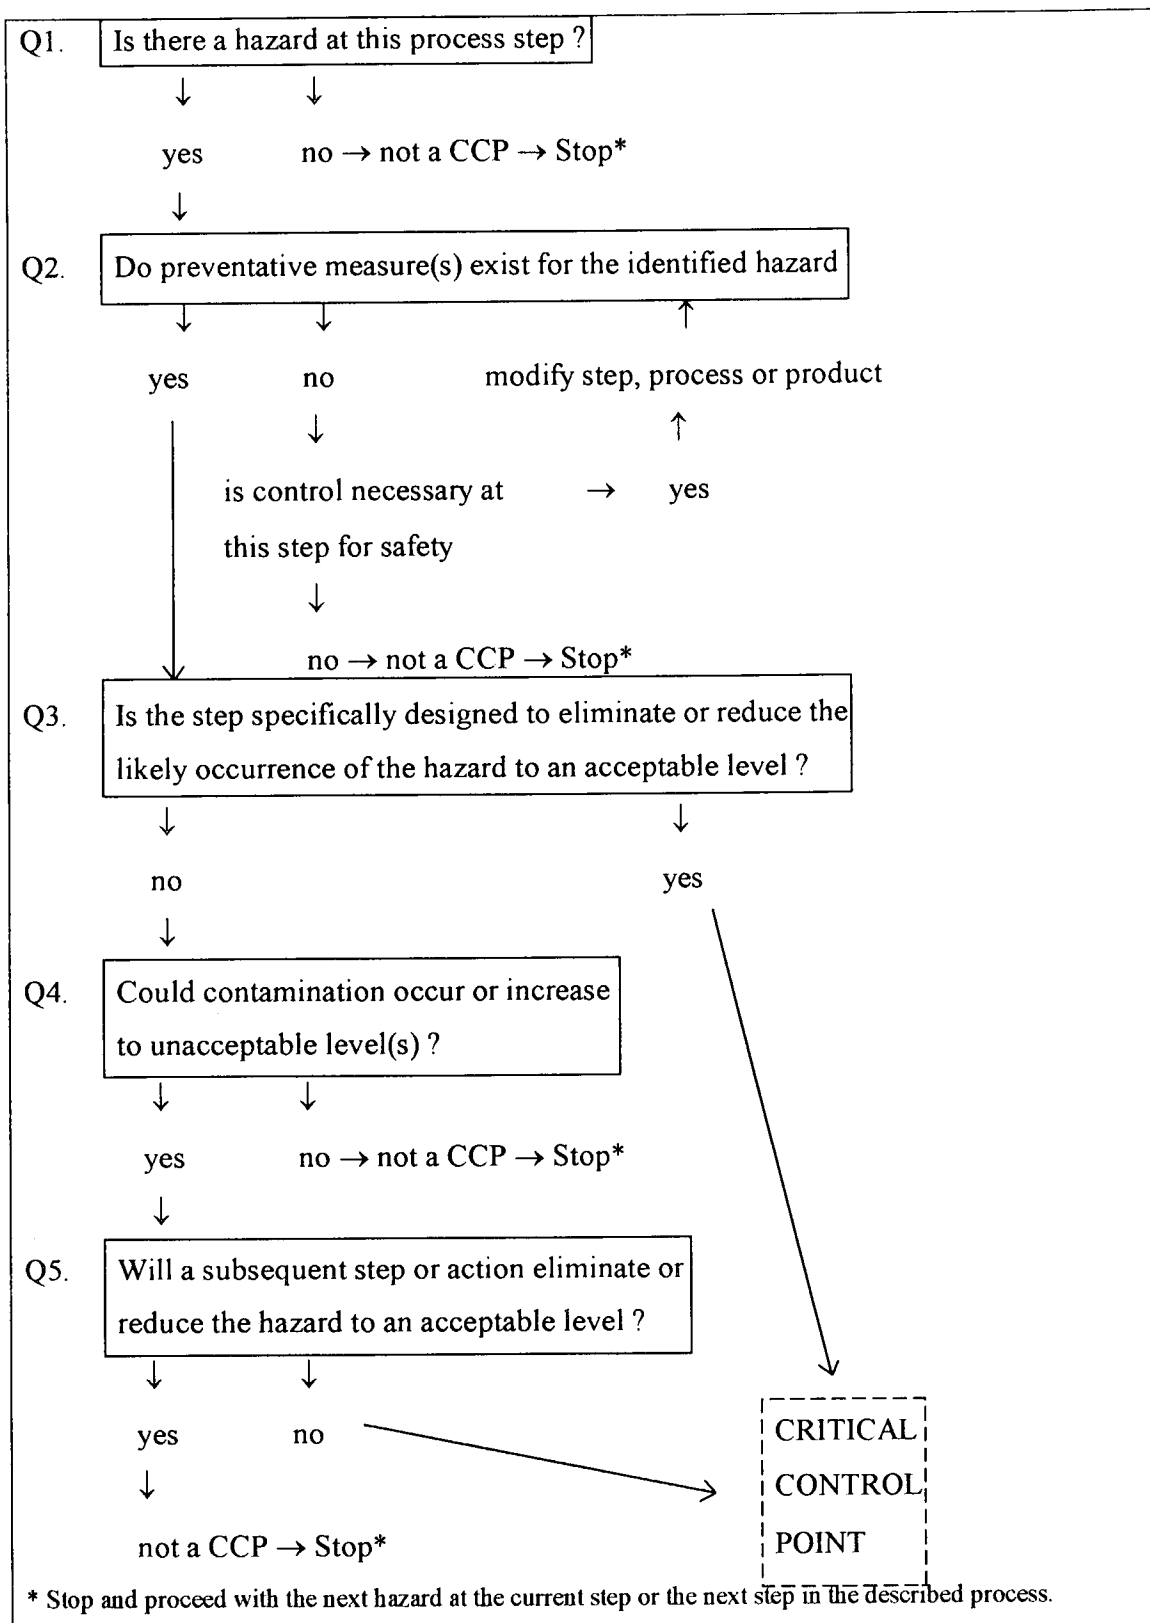 Q1. Is there a hazard at this process step ?
↓ ↓
yes no → not a CCP → Stop*
↓
Q2. Do preventative measure(s) exist for the identified hazard
↓ ↓ ↑
yes no modify step, process or product
↓ ↑
is control necessary at → yes
this step for safety
↓
no → not a CCP → Stop*
Q3. Is the step specifically designed to eliminate or reduce the
likely occurrence of the hazard to an acceptable level ?
↓ ↓
no yes
↓
Q4. Could contamination occur or increase
to unacceptable level(s) ?
↓ ↓
yes no → not a CCP → Stop*
↓
Q5. Will a subsequent step or action eliminate or
reduce the hazard to an acceptable level ?
↓ ↓
yes no
↓
not a CCP → Stop*
CRITICAL
CONTROL
POINT
* Stop and proceed with the next hazard at the current step or the next step in the described process.